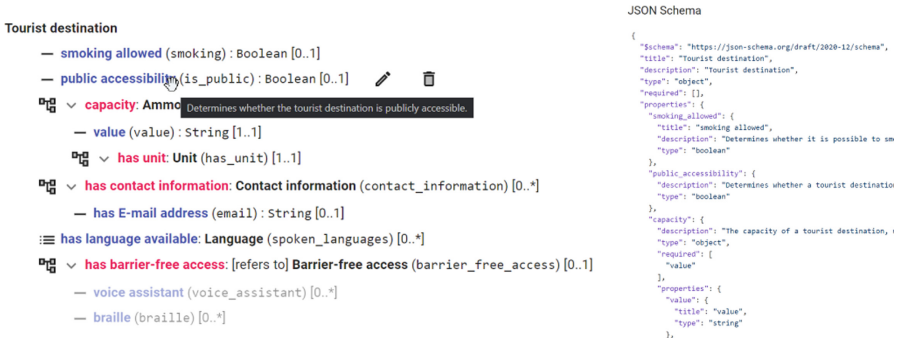 Tourist destination
smoking allowed (smoking) : Boolean [0..1]
public accessibility (is_public) : Boolean [0..1]
capacity: Ammo
Determines whether the tourist destination is publicly accessible.
value (value) : String [1..1]
has unit: Unit (has_unit) [1..1]
has contact information: Contact information (contact_information) [0..*]
has E-mail address (email) : String [0..1]
has language available: Language (spoken_languages) [0..*]
has barrier-free access: [refers to] Barrier-free access (barrier_free_access) [0..1]
voice assistant (voice_assistant) [0..*]
braille (braille) [0..*]
JSON Schema
{
"$schema": "https://json-schema.org/draft/2020-12/schema",
"title": "Tourist destination",
"description": "Tourist destination",
"type": "object",
"required": [],
"properties": {
"smoking_allowed": {
"title": "smoking allowed",
"description": "Determines whether it is possible to smo
"type": "boolean"
},
"public_accessibility": {
"description": "Determines whether a tourist destination
"type": "boolean"
},
"capacity": {
"description": "The capacity of a tourist destination,
"type": "object",
"required": [
"value"
],
"properties": {
"value": {
"title": "value",
"type": "string"
},